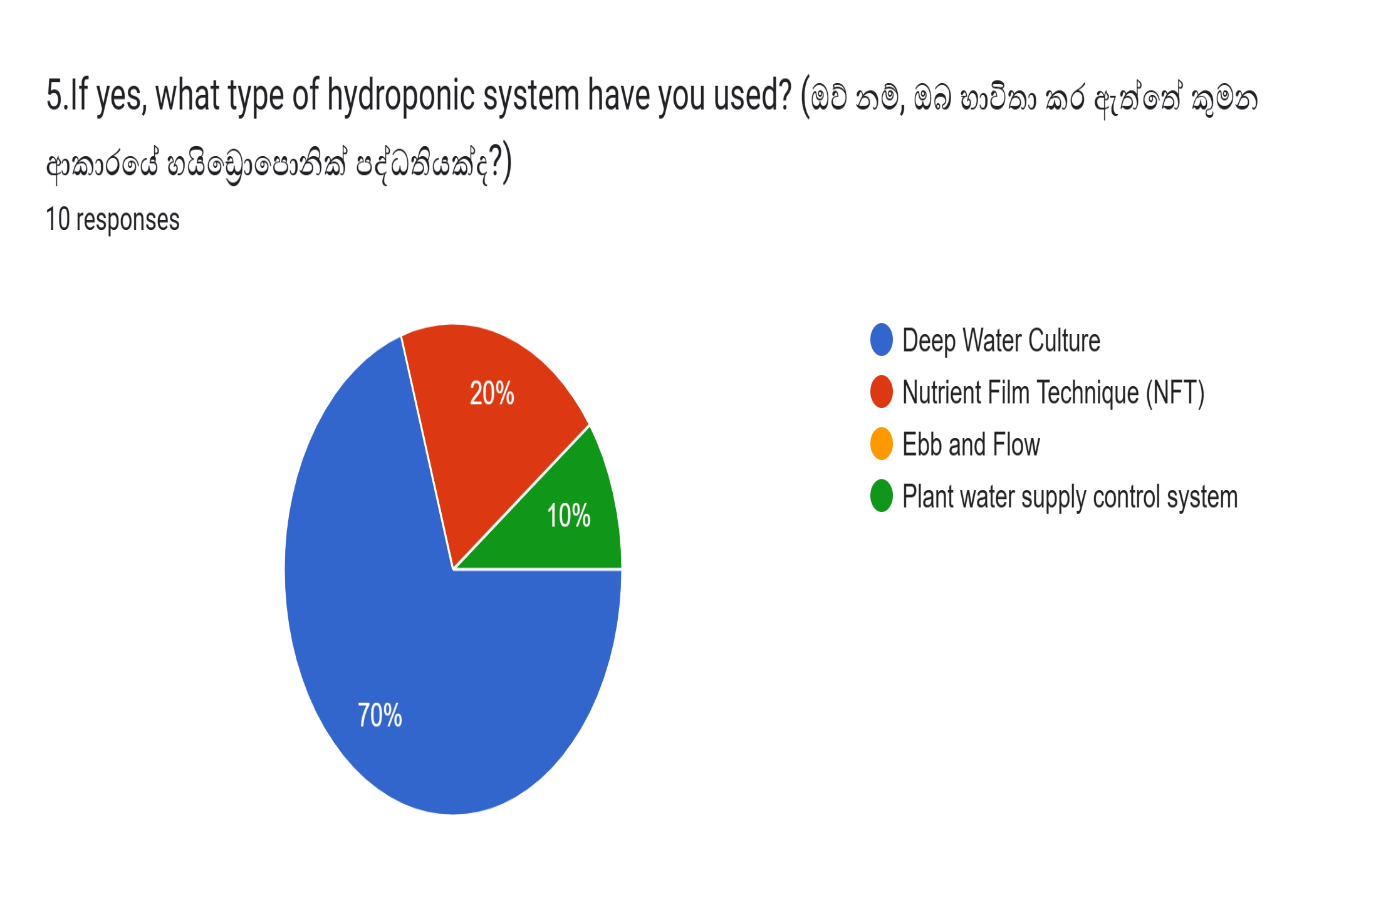 5.If yes, what type of hydroponic system have you used? (ඔව් නම්, ඔබ භාවිතා කර ඇත්තේ කුමන
ආකාරයේ හයිඩ්‍රොපොනික් පද්ධතියක්ද?)
10 responses
Deep Water Culture
Nutrient Film Technique (NFT)
Ebb and Flow
Plant water supply control system
20%
10%
70%